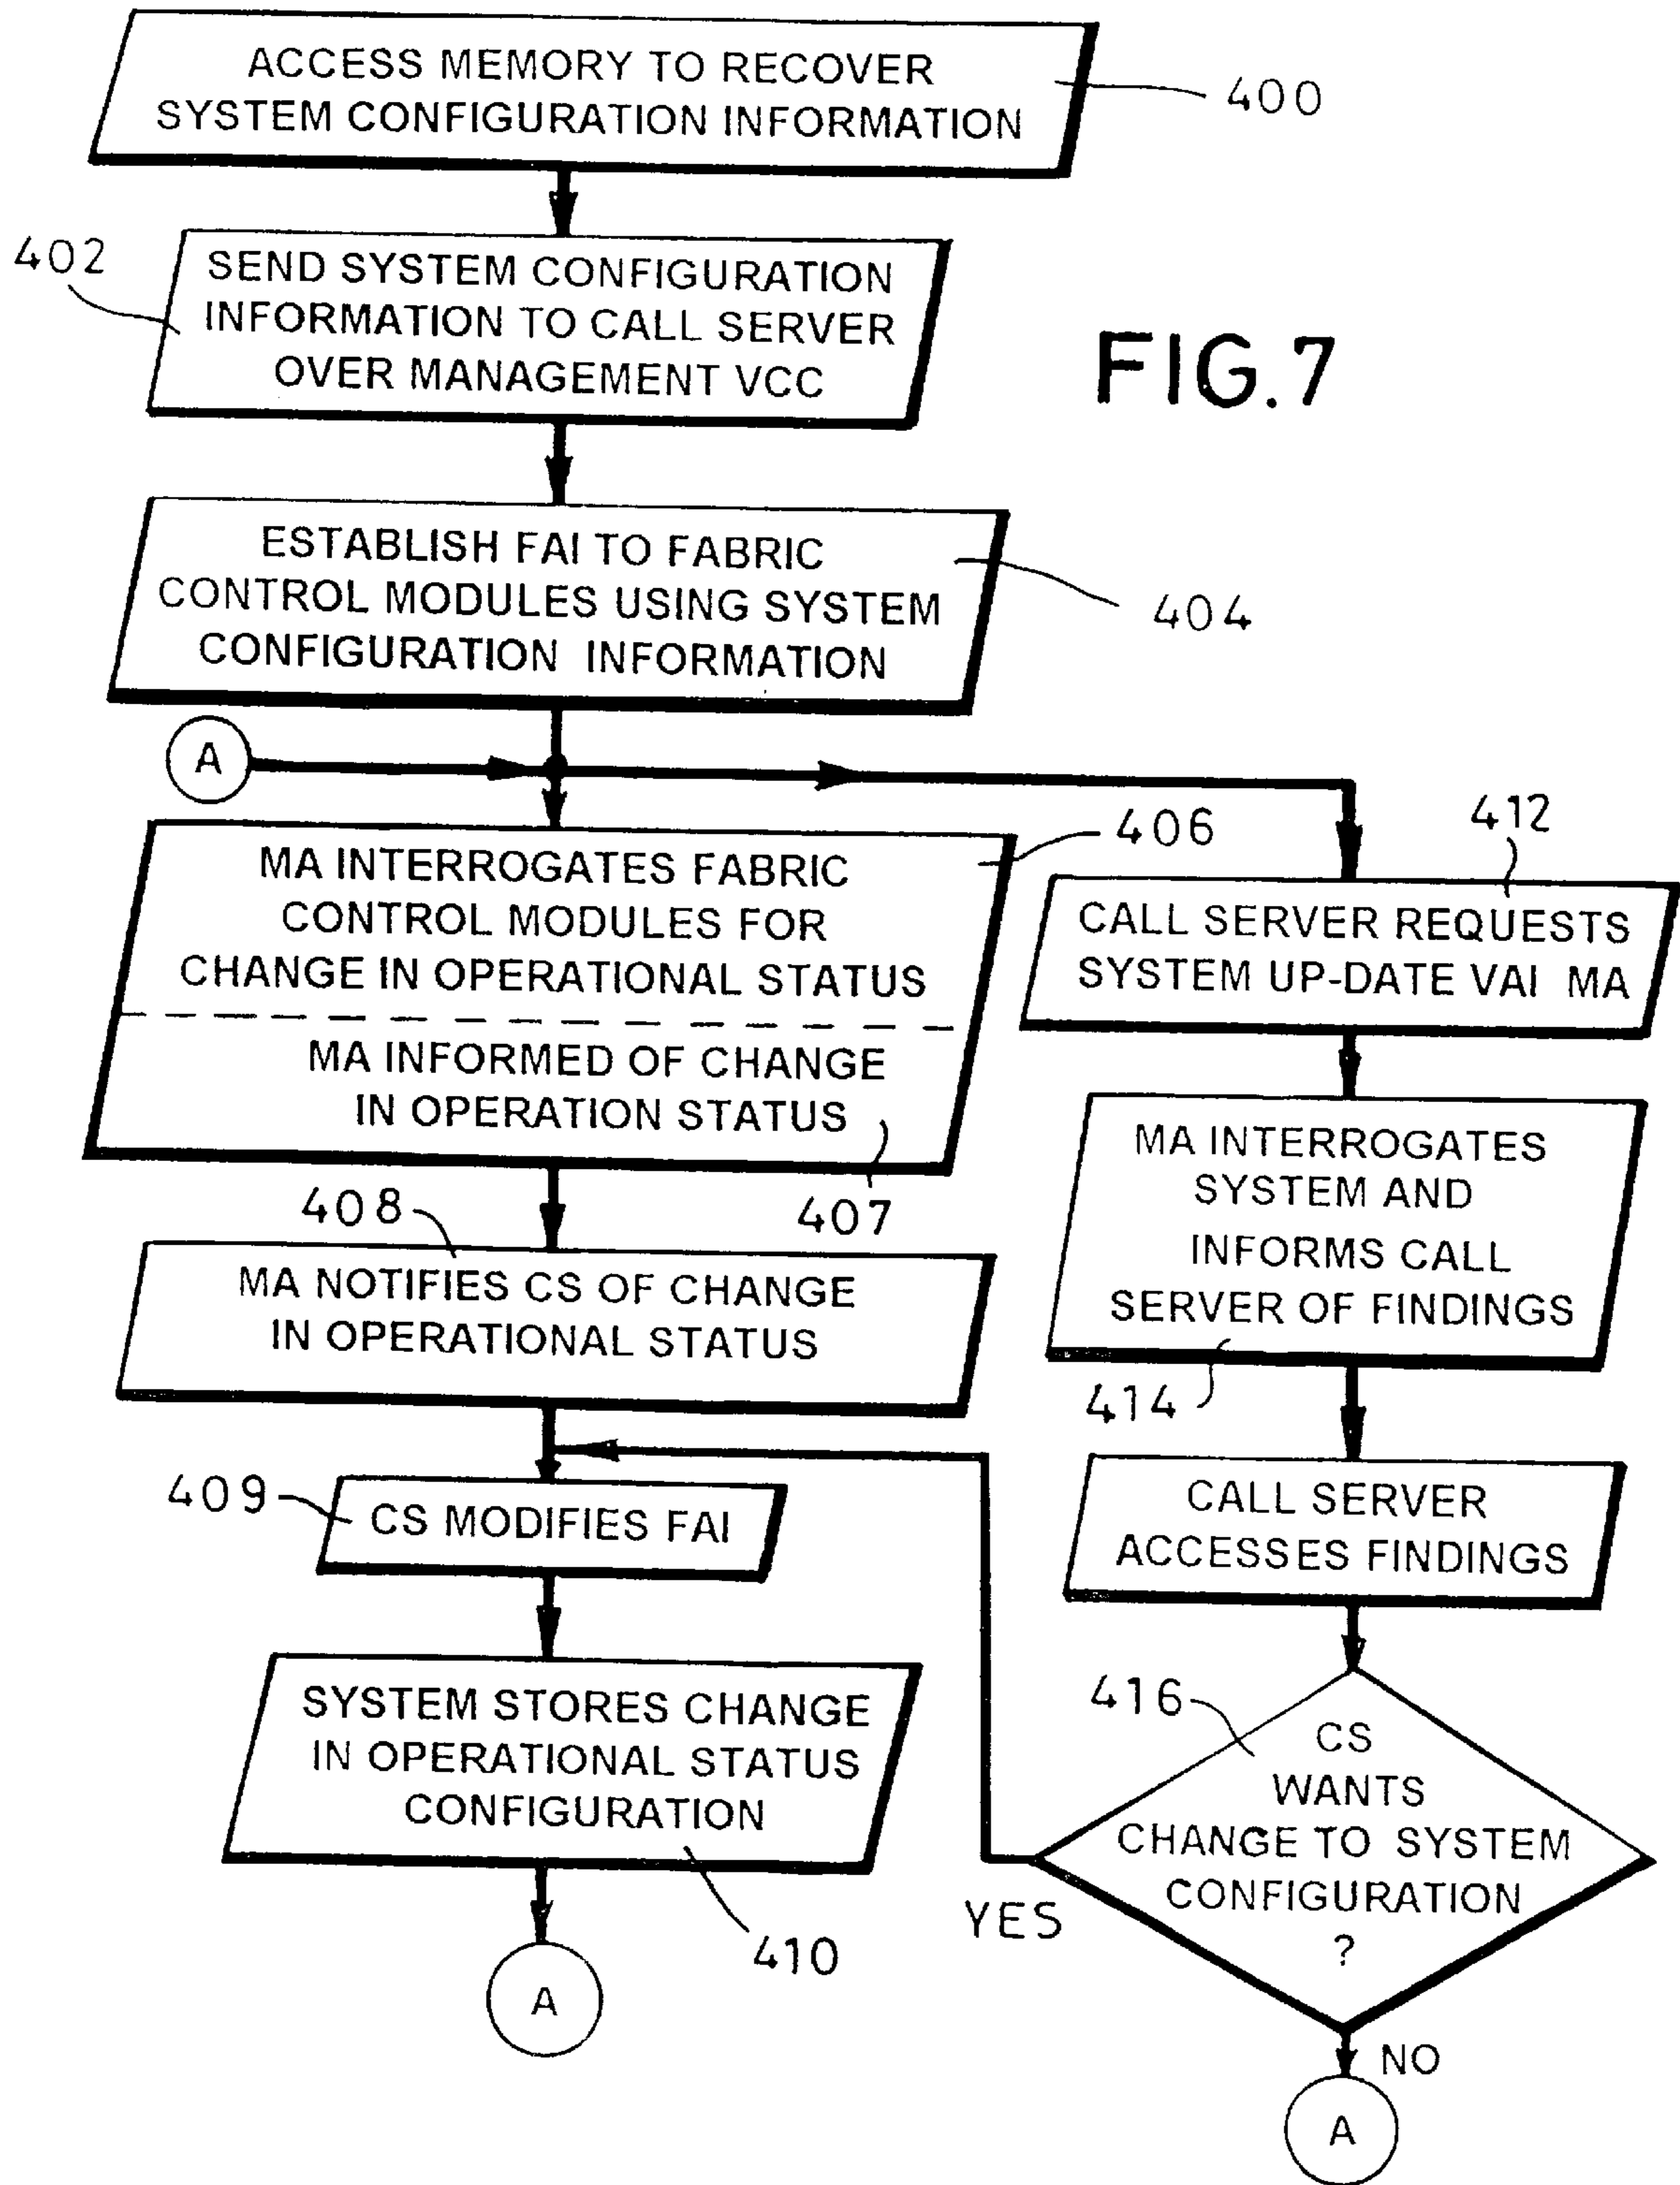 ACCESS MEMORY TO RECOVER
SYSTEM CONFIGURATION INFORMATION
400
402
SEND SYSTEM CONFIGURATION
INFORMATION TO CALL SERVER
OVER MANAGEMENT VCC
FIG.7
ESTABLISH FAI TO FABRIC
CONTROL MODULES USING SYSTEM
CONFIGURATION INFORMATION
404
A
MA INTERROGATES FABRIC
CONTROL MODULES FOR
CHANGE IN OPERATIONAL STATUS
406
MA INFORMED OF CHANGE
IN OPERATION STATUS
407
408
MA NOTIFIES CS OF CHANGE
IN OPERATIONAL STATUS
409
CS MODIFIES FAI
SYSTEM STORES CHANGE
IN OPERATIONAL STATUS
CONFIGURATION
410
A
412
CALL SERVER REQUESTS
SYSTEM UP-DATE VAI MA
MA INTERROGATES
SYSTEM AND
INFORMS CALL
SERVER OF FINDINGS
414
CALL SERVER
ACCESSES FINDINGS
416
CS
WANTS
CHANGE TO SYSTEM
CONFIGURATION
?
YES
NO
A